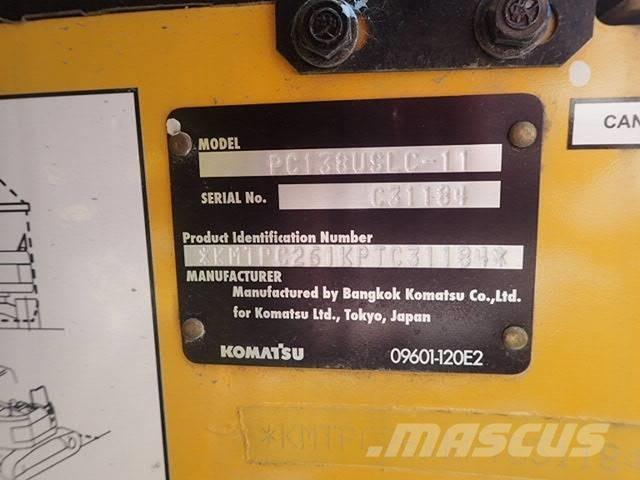 CAN
MODEL PC138USLC-11
SERIAL No. C31184
Product Identification Number
*KMTPC261KPTC31184*
MANUFACTURER
Manufactured by Bangkok Komatsu Co.,Ltd.
for Komatsu Ltd., Tokyo, Japan
KOMATSU 09601-120E2
*KMTP
MASCUS